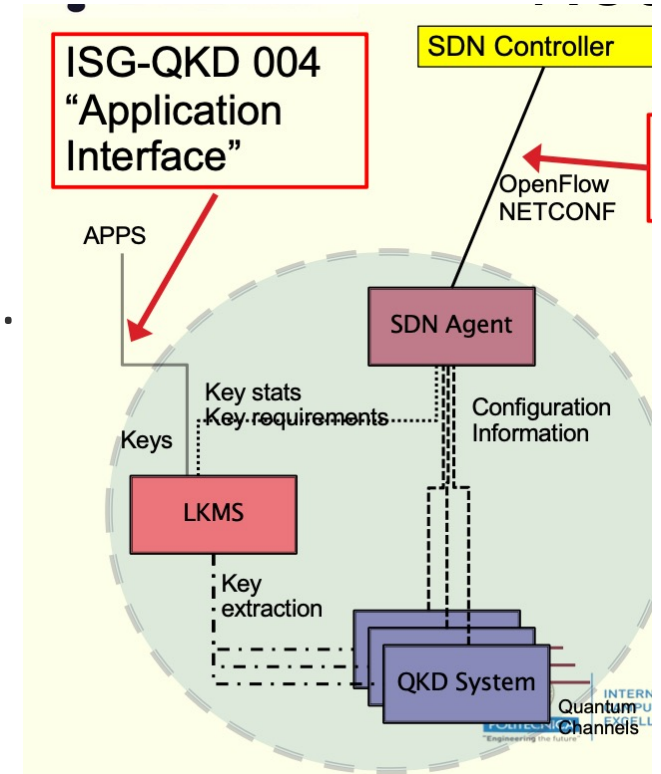 ISG-QKD 004
“Application
Interface”
SDN Controller
OpenFlow
NETCONF
APPS
SDN Agent
Key stats
Key requirements
Configuration
Information
Keys
LKMS
Key
extraction
QKD System
Quantum
Channels
POLITÉCNICA
"Engineering the future"